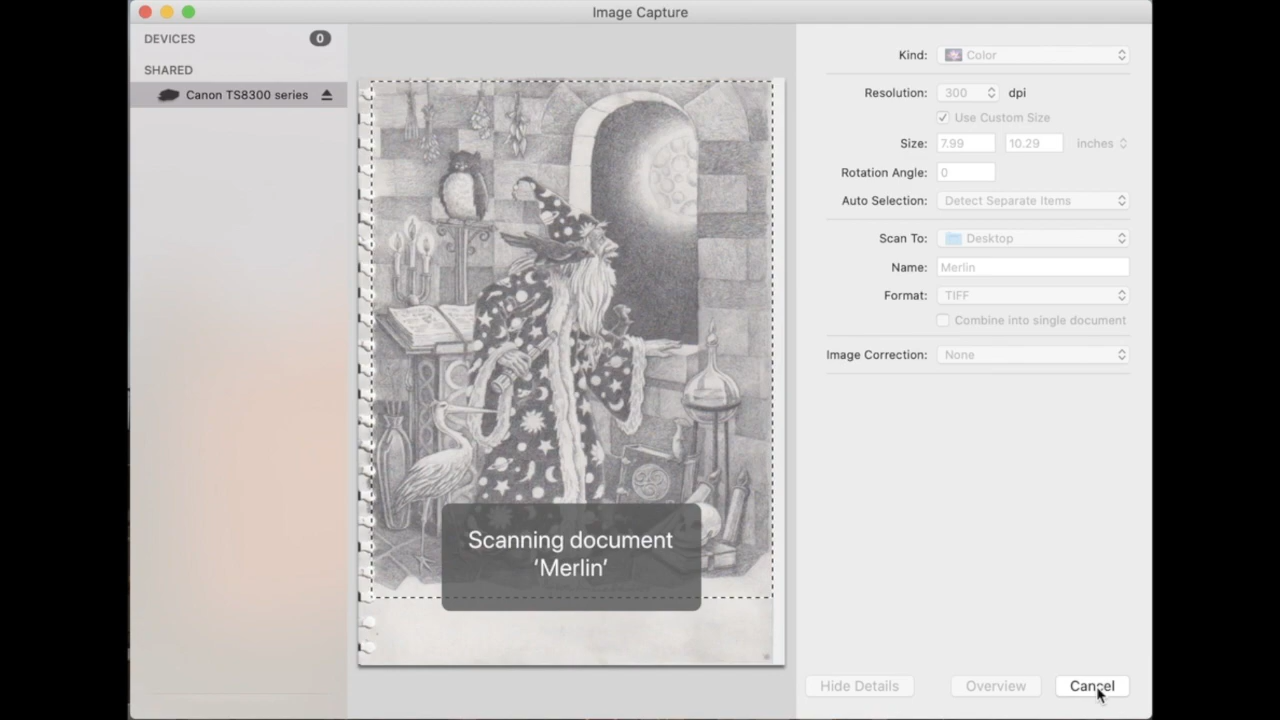 Image Capture
DEVICES 0
SHARED
Canon TS8300 series
Kind: Color
Resolution: 300 dpi
Use Custom Size
Size: 7.99 10.29 inches
Rotation Angle: 0
Auto Selection: Detect Separate Items
Scan To: Desktop
Name: Merlin
Format: TIFF
Combine into single document
Image Correction: None
Scanning document
‘Merlin’
Hide Details Overview Cancel